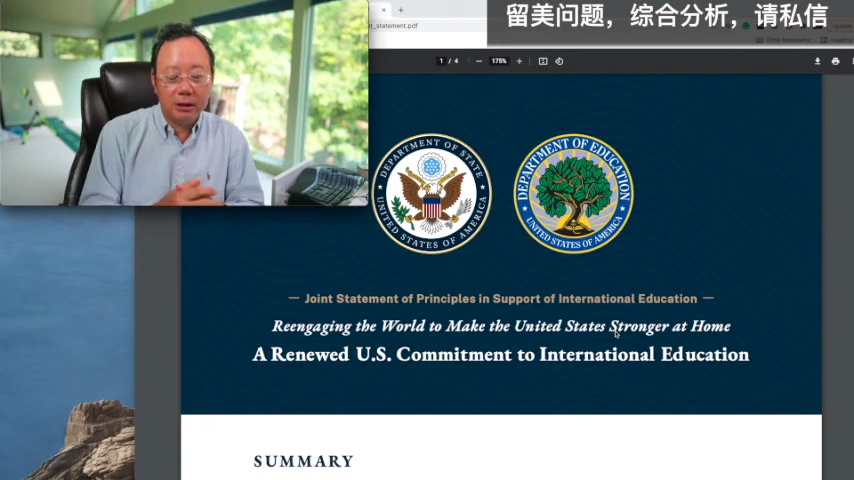 留美问题，综合分析，请私信
t_statement.pdf
1 / 4
175%
DEPARTMENT OF STATE
UNITED STATES OF AMERICA
DEPARTMENT OF EDUCATION
UNITED STATES OF AMERICA
— Joint Statement of Principles in Support of International Education —
Reengaging the World to Make the United States Stronger at Home
A Renewed U.S. Commitment to International Education
SUMMARY